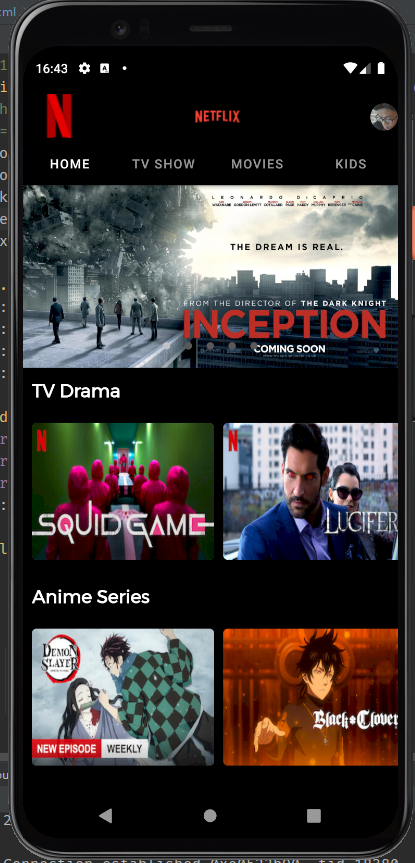 16:43
N
NETFLIX
HOME TV SHOW MOVIES KIDS
LEONARDO DiCAPRIO
THE DREAM IS REAL.
FROM THE DIRECTOR OF THE DARK KNIGHT
INCEPTION
COMING SOON
TV Drama
N N
SQUID GAME LUCIFER
Anime Series
DEMON
SLAYER
Black Clover
NEW EPISODE WEEKLY